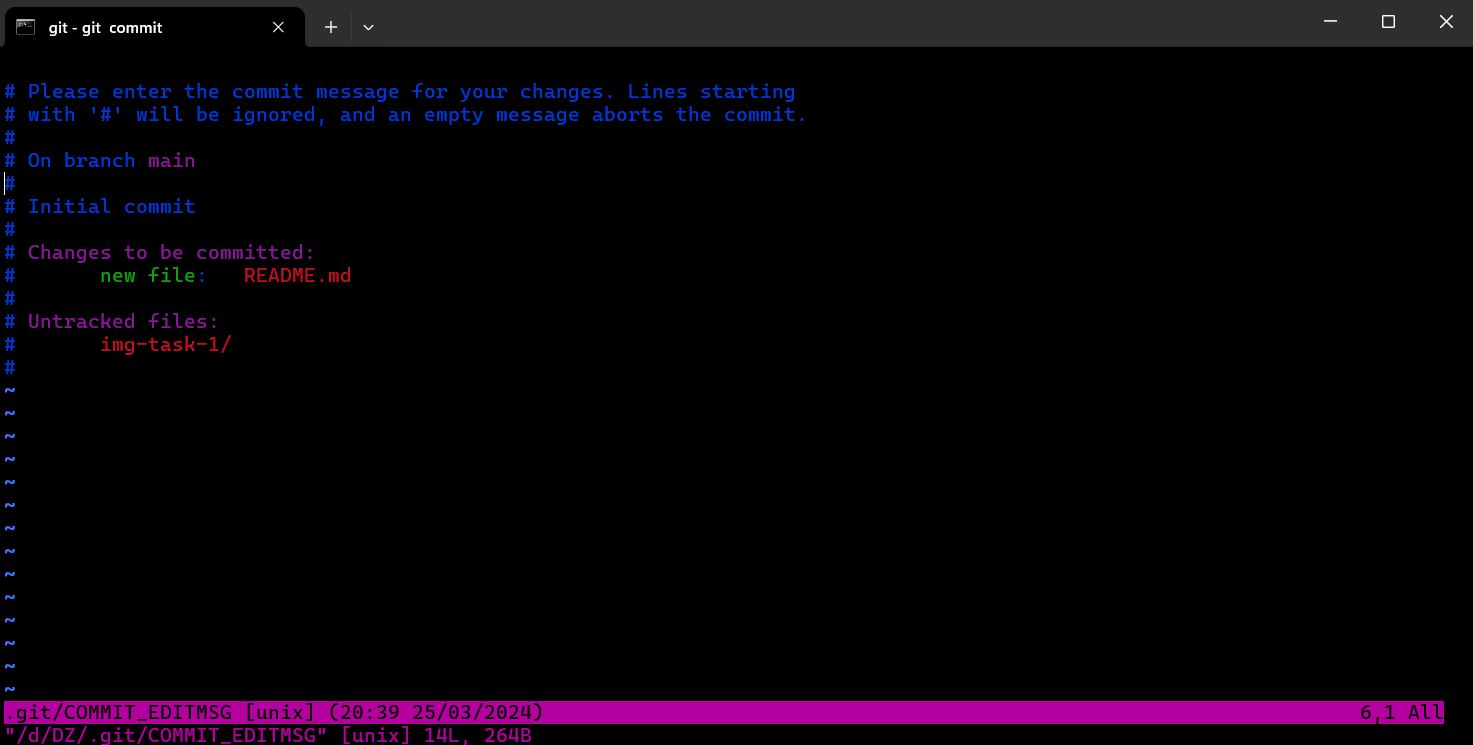 git - git  commit
# Please enter the commit message for your changes. Lines starting
# with '#' will be ignored, and an empty message aborts the commit.
#
# On branch main
#
# Initial commit
#
# Changes to be committed:
#       new file:   README.md
#
# Untracked files:
#       img-task-1/
#
~
~
~
~
~
~
~
~
~
~
~
~
~
~
.git/COMMIT_EDITMSG [unix] (20:39 25/03/2024) 6,1 All
"/d/DZ/.git/COMMIT_EDITMSG" [unix] 14L, 264B